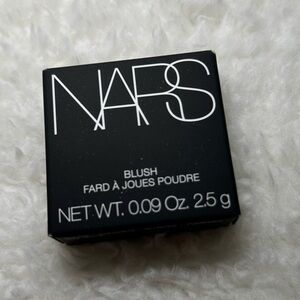 NARS
BLUSH
FARD À JOUES POUDRE
NET WT. 0.09 Oz. 2.5 g